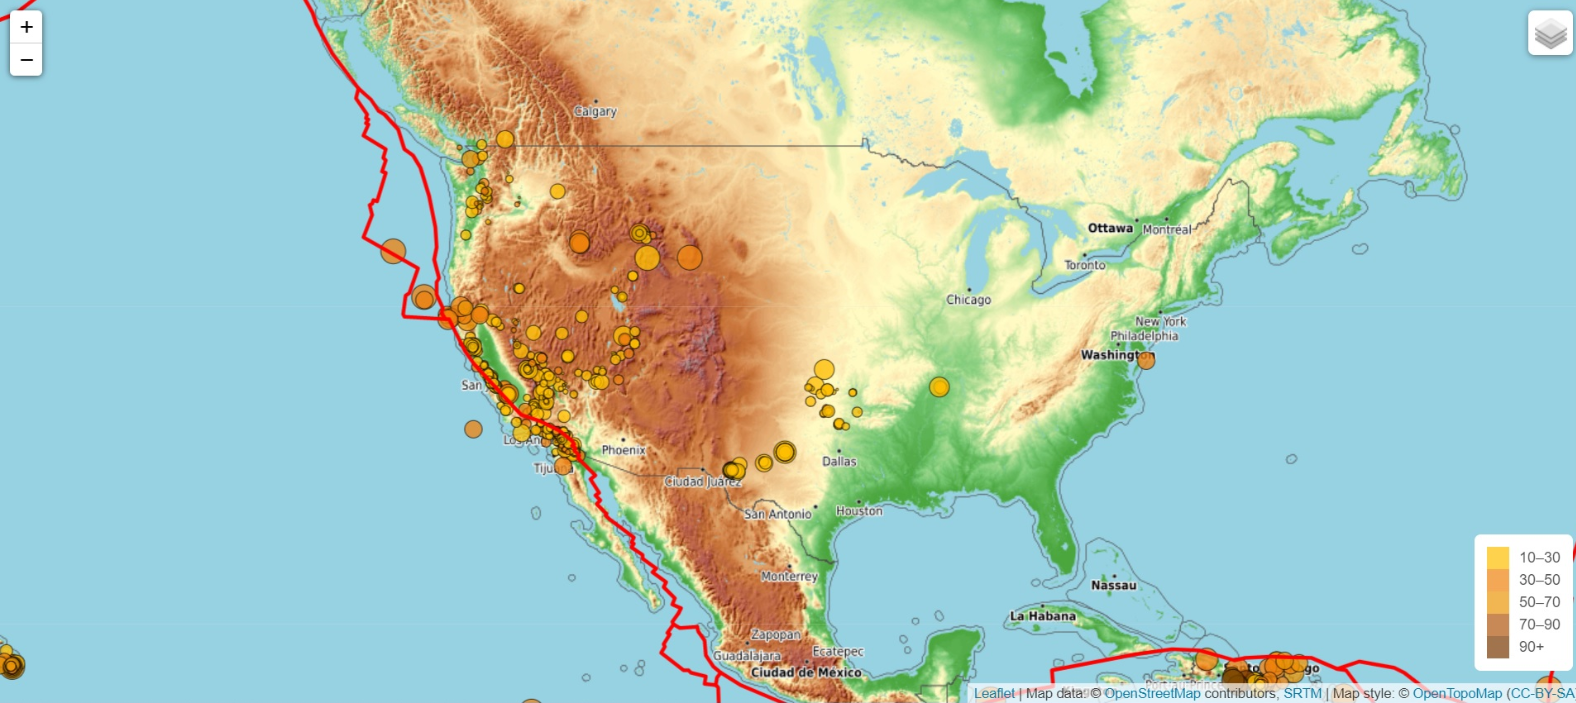 +
−
Calgary
Ottawa
Montreal
Toronto
Chicago
New York
Philadelphia
Washington
San
Los An
Phoenix
Tijuana
Dallas
Ciudad Juárez
San Antonio
Houston
Monterrey
Nassau
La Habana
Zapopan
Guadalajara
Ecatepec
Ciudad de México
10–30
30–50
50–70
70–90
90+
Leaflet | Map data: © OpenStreetMap contributors, SRTM | Map style: © OpenTopoMap (CC-BY-SA